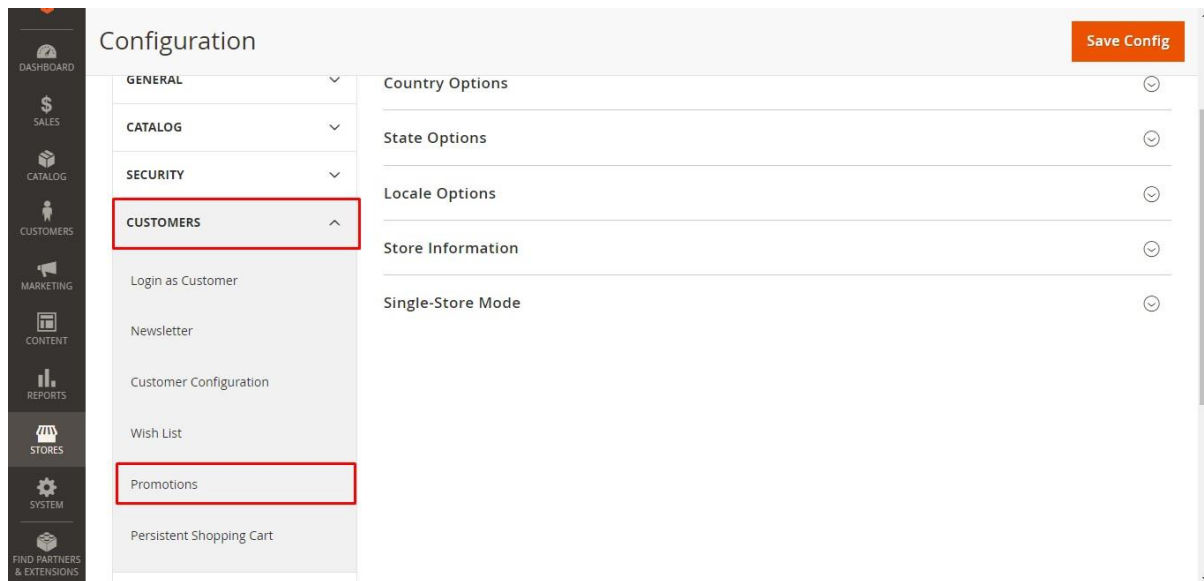 DASHBOARD
SALES
CATALOG
CUSTOMERS
MARKETING
CONTENT
REPORTS
STORES
SYSTEM
FIND PARTNERS
& EXTENSIONS
Configuration
Save Config
GENERAL
CATALOG
SECURITY
CUSTOMERS
Login as Customer
Newsletter
Customer Configuration
Wish List
Promotions
Persistent Shopping Cart
Country Options
State Options
Locale Options
Store Information
Single-Store Mode